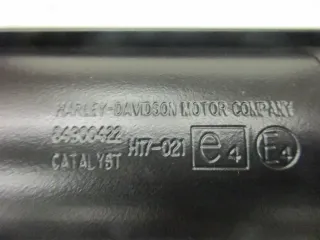 HARLEY-DAVIDSON MOTOR COMPANY
64900422 H17-021 e4 E4
CATALYST